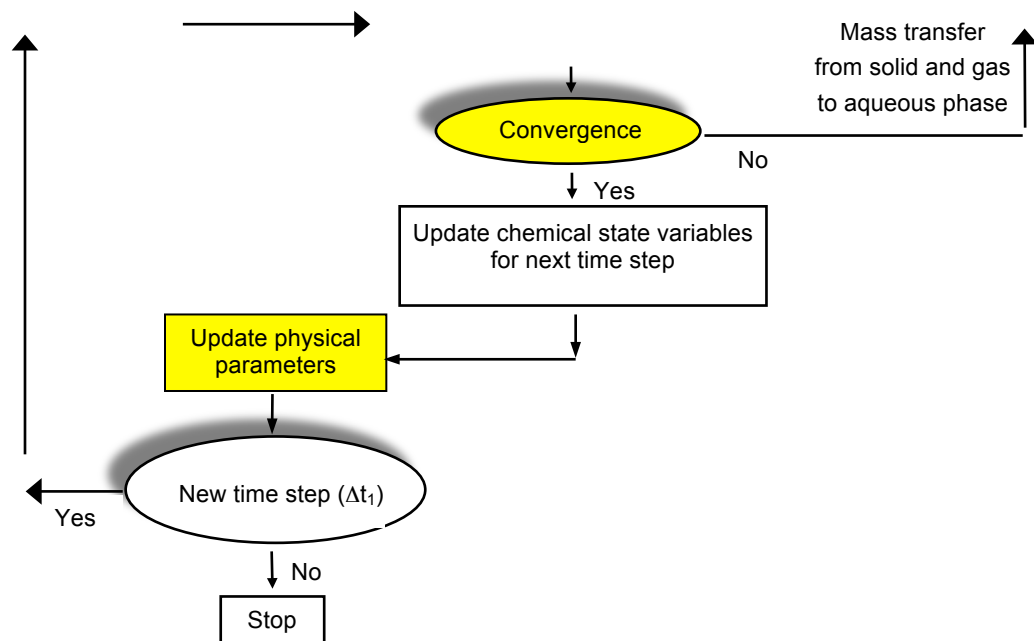 Mass transfer
from solid and gas
to aqueous phase
Convergence
No
Yes
Update chemical state variables
for next time step
Update physical
parameters
New time step (Δt₁)
Yes
No
Stop